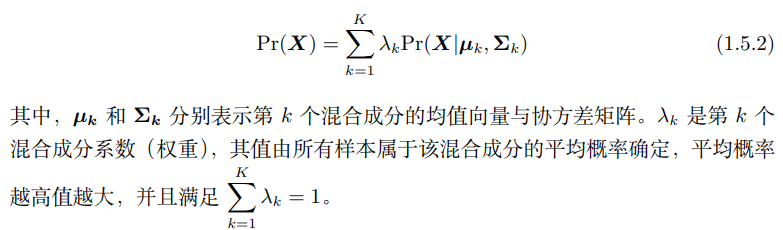 Pr(X) = \sum_{k=1}^{K} λ_k Pr(X|μ_k, Σ_k) (1.5.2)
其中，μ_k 和 Σ_k 分别表示第 k 个混合成分的均值向量与协方差矩阵。λ_k 是第 k 个
混合成分系数（权重），其值由所有样本属于该混合成分的平均概率确定，平均概率
越高值越大，并且满足 \sum_{k=1}^{K} λ_k = 1。